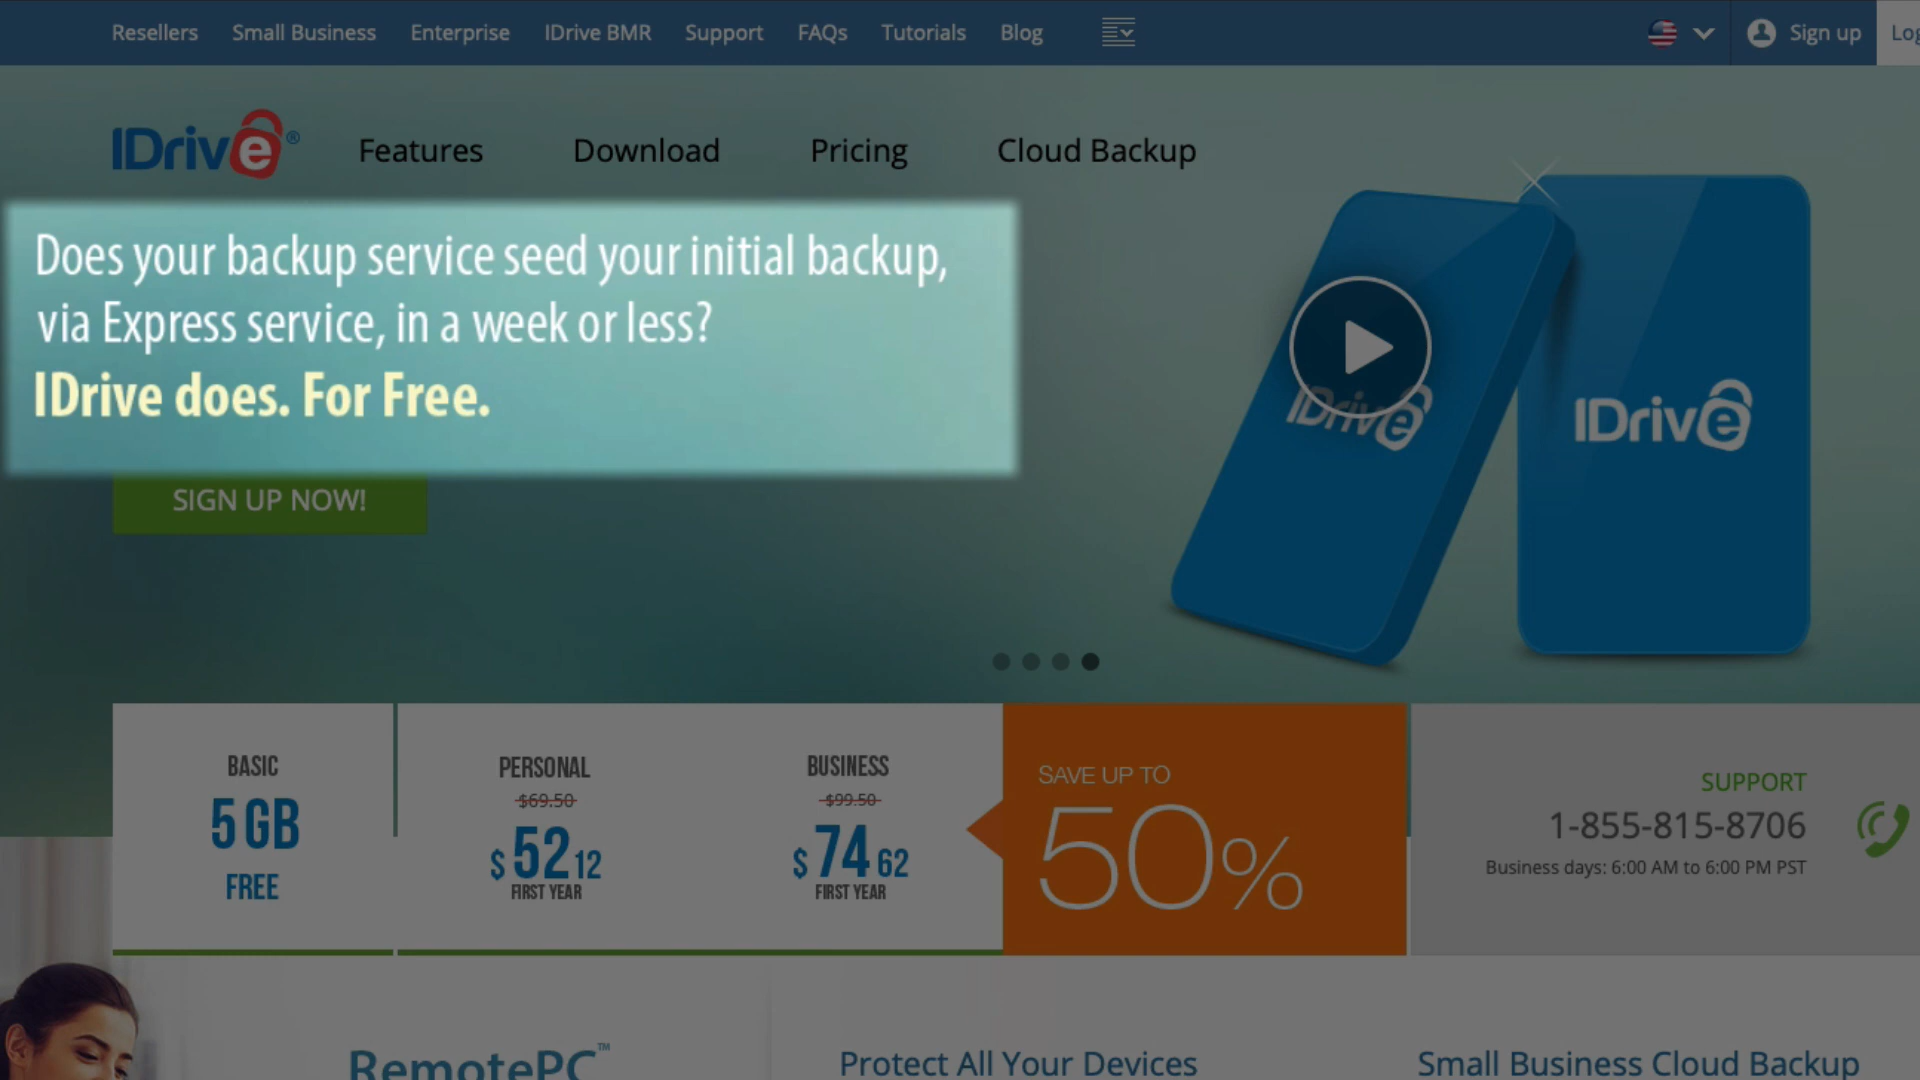 Resellers Small Business Enterprise IDrive BMR Support FAQs Tutorials Blog Sign up
IDrive® Features Download Pricing Cloud Backup
Does your backup service seed your initial backup,
via Express service, in a week or less?
IDrive does. For Free.
IDrive IDrive
SIGN UP NOW!
BASIC
5 GB
FREE
PERSONAL
$69.50
$52 12
FIRST YEAR
BUSINESS
$99.50
$74 62
FIRST YEAR
SAVE UP TO
50%
SUPPORT
1-855-815-8706
Business days: 6:00 AM to 6:00 PM PST
RemotePC™
Protect All Your Devices
Small Business Cloud Backup